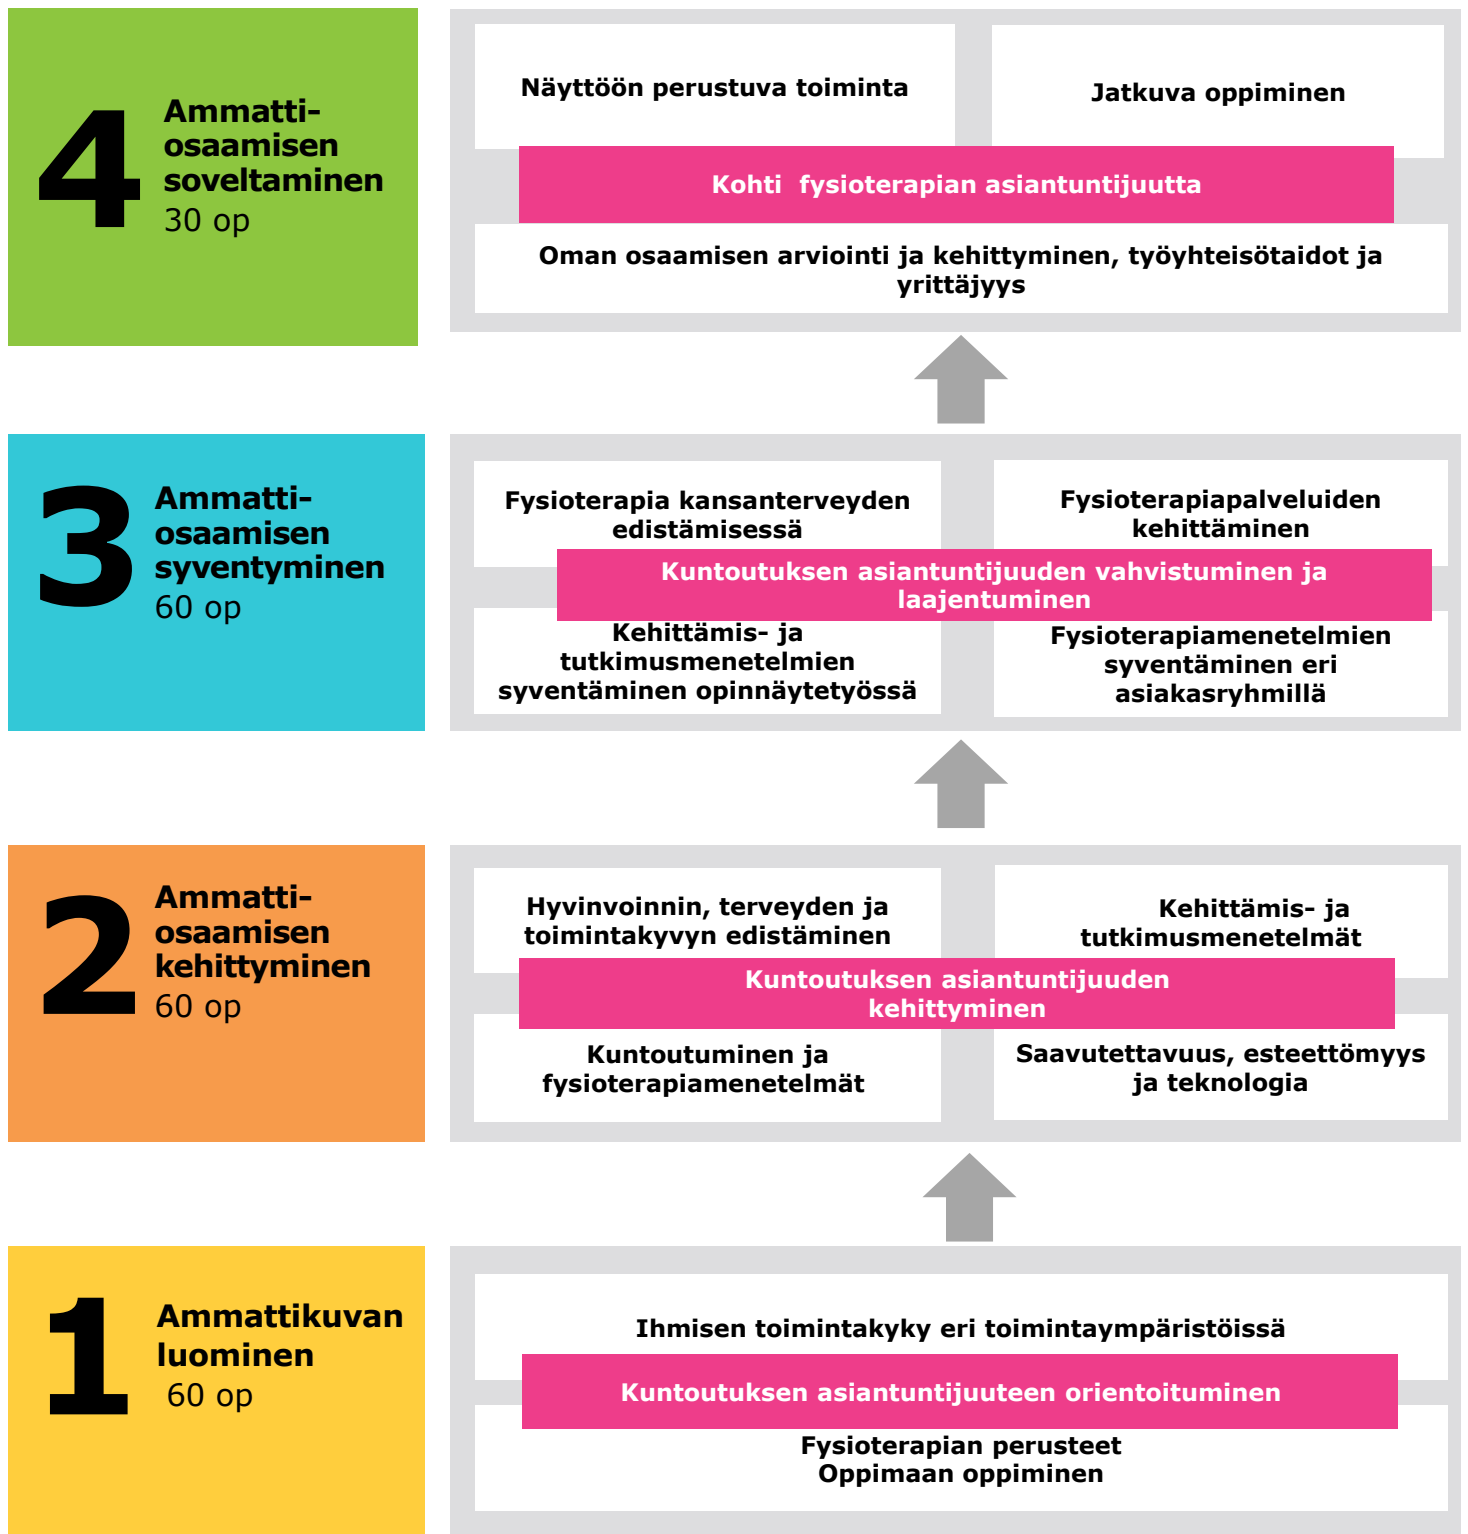 4
Ammatti-
osaamisen
soveltaminen
30 op
Näyttöön perustuva toiminta
Jatkuva oppiminen
Kohti fysioterapian asiantuntijuutta
Oman osaamisen arviointi ja kehittyminen, työyhteisötaidot ja
yrittäjyys
3
Ammatti-
osaamisen
syventyminen
60 op
Fysioterapia kansanterveyden
edistämisessä
Fysioterapiapalveluiden
kehittäminen
Kuntoutuksen asiantuntijuuden vahvistuminen ja
laajentuminen
Kehittämis- ja
tutkimusmenetelmien
syventäminen opinnäytetyössä
Fysioterapiamenetelmien
syventäminen eri
asiakasryhmillä
2
Ammatti-
osaamisen
kehittyminen
60 op
Hyvinvoinnin, terveyden ja
toimintakyvyn edistäminen
Kehittämis- ja
tutkimusmenetelmät
Kuntoutuksen asiantuntijuuden
kehittyminen
Kuntoutuminen ja
fysioterapiamenetelmät
Saavutettavuus, esteettömyys
ja teknologia
1
Ammattikuvan
luominen
60 op
Ihmisen toimintakyky eri toimintaympäristöissä
Kuntoutuksen asiantuntijuuteen orientoituminen
Fysioterapian perusteet
Oppimaan oppiminen